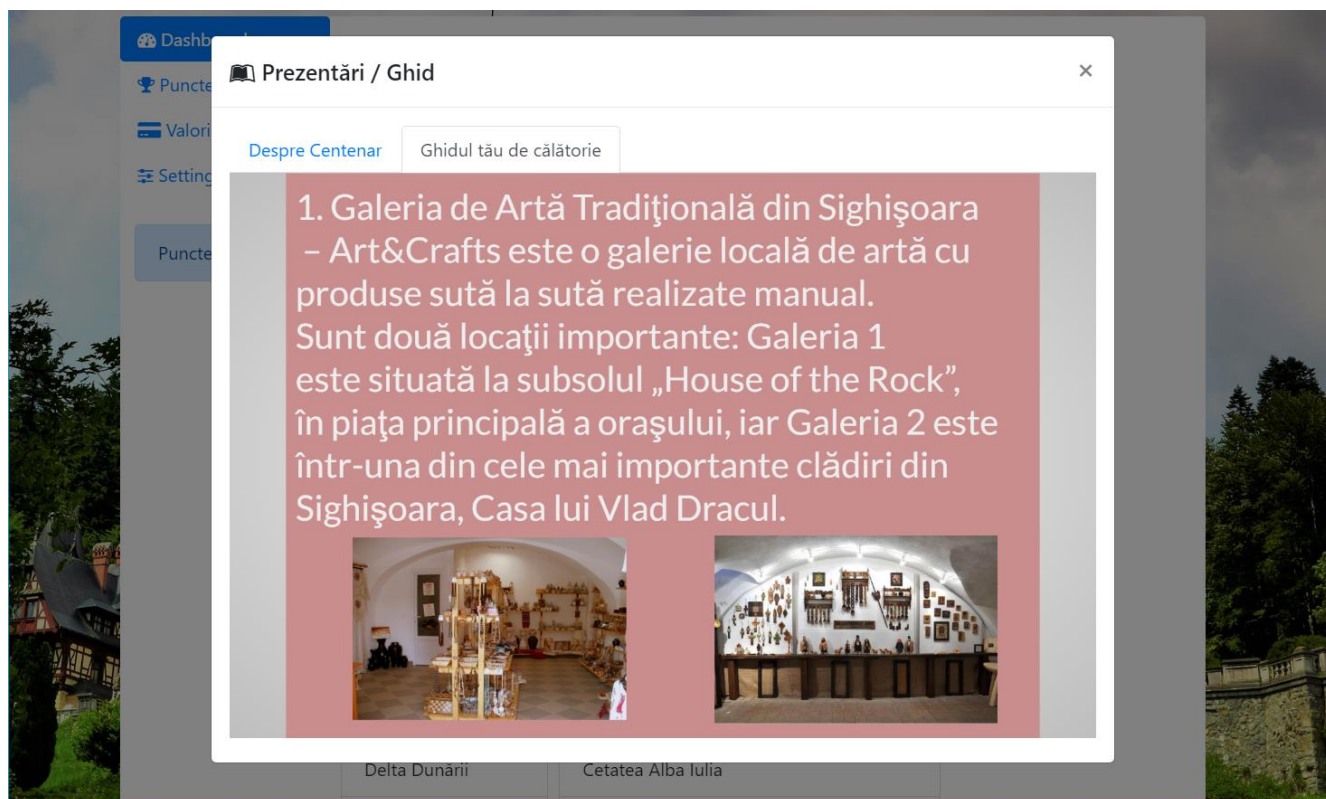 Dashb
Prezentări / Ghid
×
Puncte
Valori
Despre Centenar
Ghidul tău de călătorie
Setting
1. Galeria de Artă Tradiţională din Sighişoara
– Art&Crafts este o galerie locală de artă cu
Puncte
produse sută la sută realizate manual.
Sunt două locaţii importante: Galeria 1
este situată la subsolul „House of the Rock”,
în piaţa principală a oraşului, iar Galeria 2 este
într-una din cele mai importante clădiri din
Sighişoara, Casa lui Vlad Dracul.
Delta Dunării
Cetatea Alba Iulia